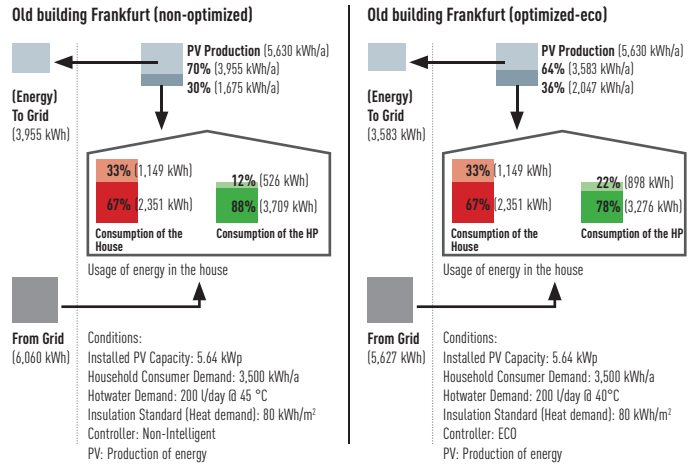 Old building Frankfurt (non-optimized)
PV Production (5,630 kWh/a)
70% (3,955 kWh/a)
30% (1,675 kWh/a)
(Energy)
To Grid
(3,955 kWh)
33% (1,149 kWh)
67% (2,351 kWh)
Consumption of the
House
12% (526 kWh)
88% (3,709 kWh)
Consumption of the HP
Usage of energy in the house
From Grid
(6,060 kWh)
Conditions:
Installed PV Capacity: 5.64 kWp
Household Consumer Demand: 3,500 kWh/a
Hotwater Demand: 200 l/day @ 45 °C
Insulation Standard (Heat demand): 80 kWh/m²
Controller: Non-Intelligent
PV: Production of energy
Old building Frankfurt (optimized-eco)
PV Production (5,630 kWh/a)
64% (3,583 kWh/a)
36% (2,047 kWh/a)
(Energy)
To Grid
(3,583 kWh)
33% (1,149 kWh)
67% (2,351 kWh)
Consumption of the
House
22% (898 kWh)
78% (3,276 kWh)
Consumption of the HP
Usage of energy in the house
From Grid
(5,627 kWh)
Conditions:
Installed PV Capacity: 5.64 kWp
Household Consumer Demand: 3,500 kWh/a
Hotwater Demand: 200 l/day @ 40°C
Insulation Standard (Heat demand): 80 kWh/m²
Controller: ECO
PV: Production of energy